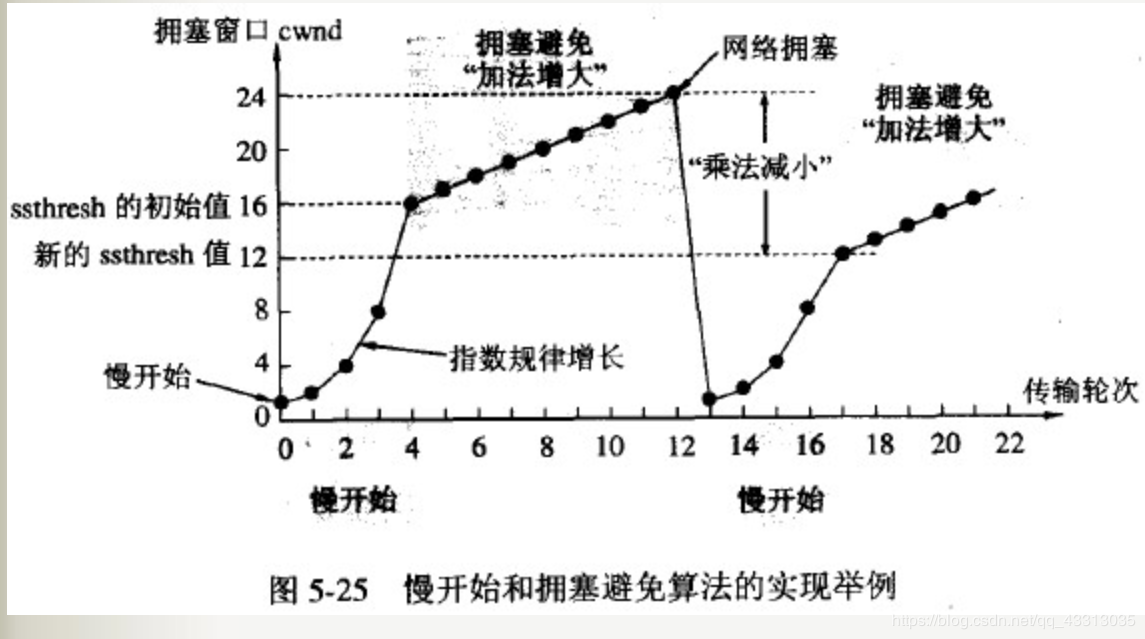 拥塞窗口 cwnd
拥塞避免
“加法增大”
网络拥塞
拥塞避免
“加法增大”
24
20
“乘法减小”
ssthresh 的初始值 16
新的 ssthresh 值 12
8
4
指数规律增长
慢开始
0
传输轮次
0 2 4 6 8 10 12 14 16 18 20 22
慢开始
慢开始
图 5-25 慢开始和拥塞避免算法的实现举例
https://blog.csdn.net/qq_43313035